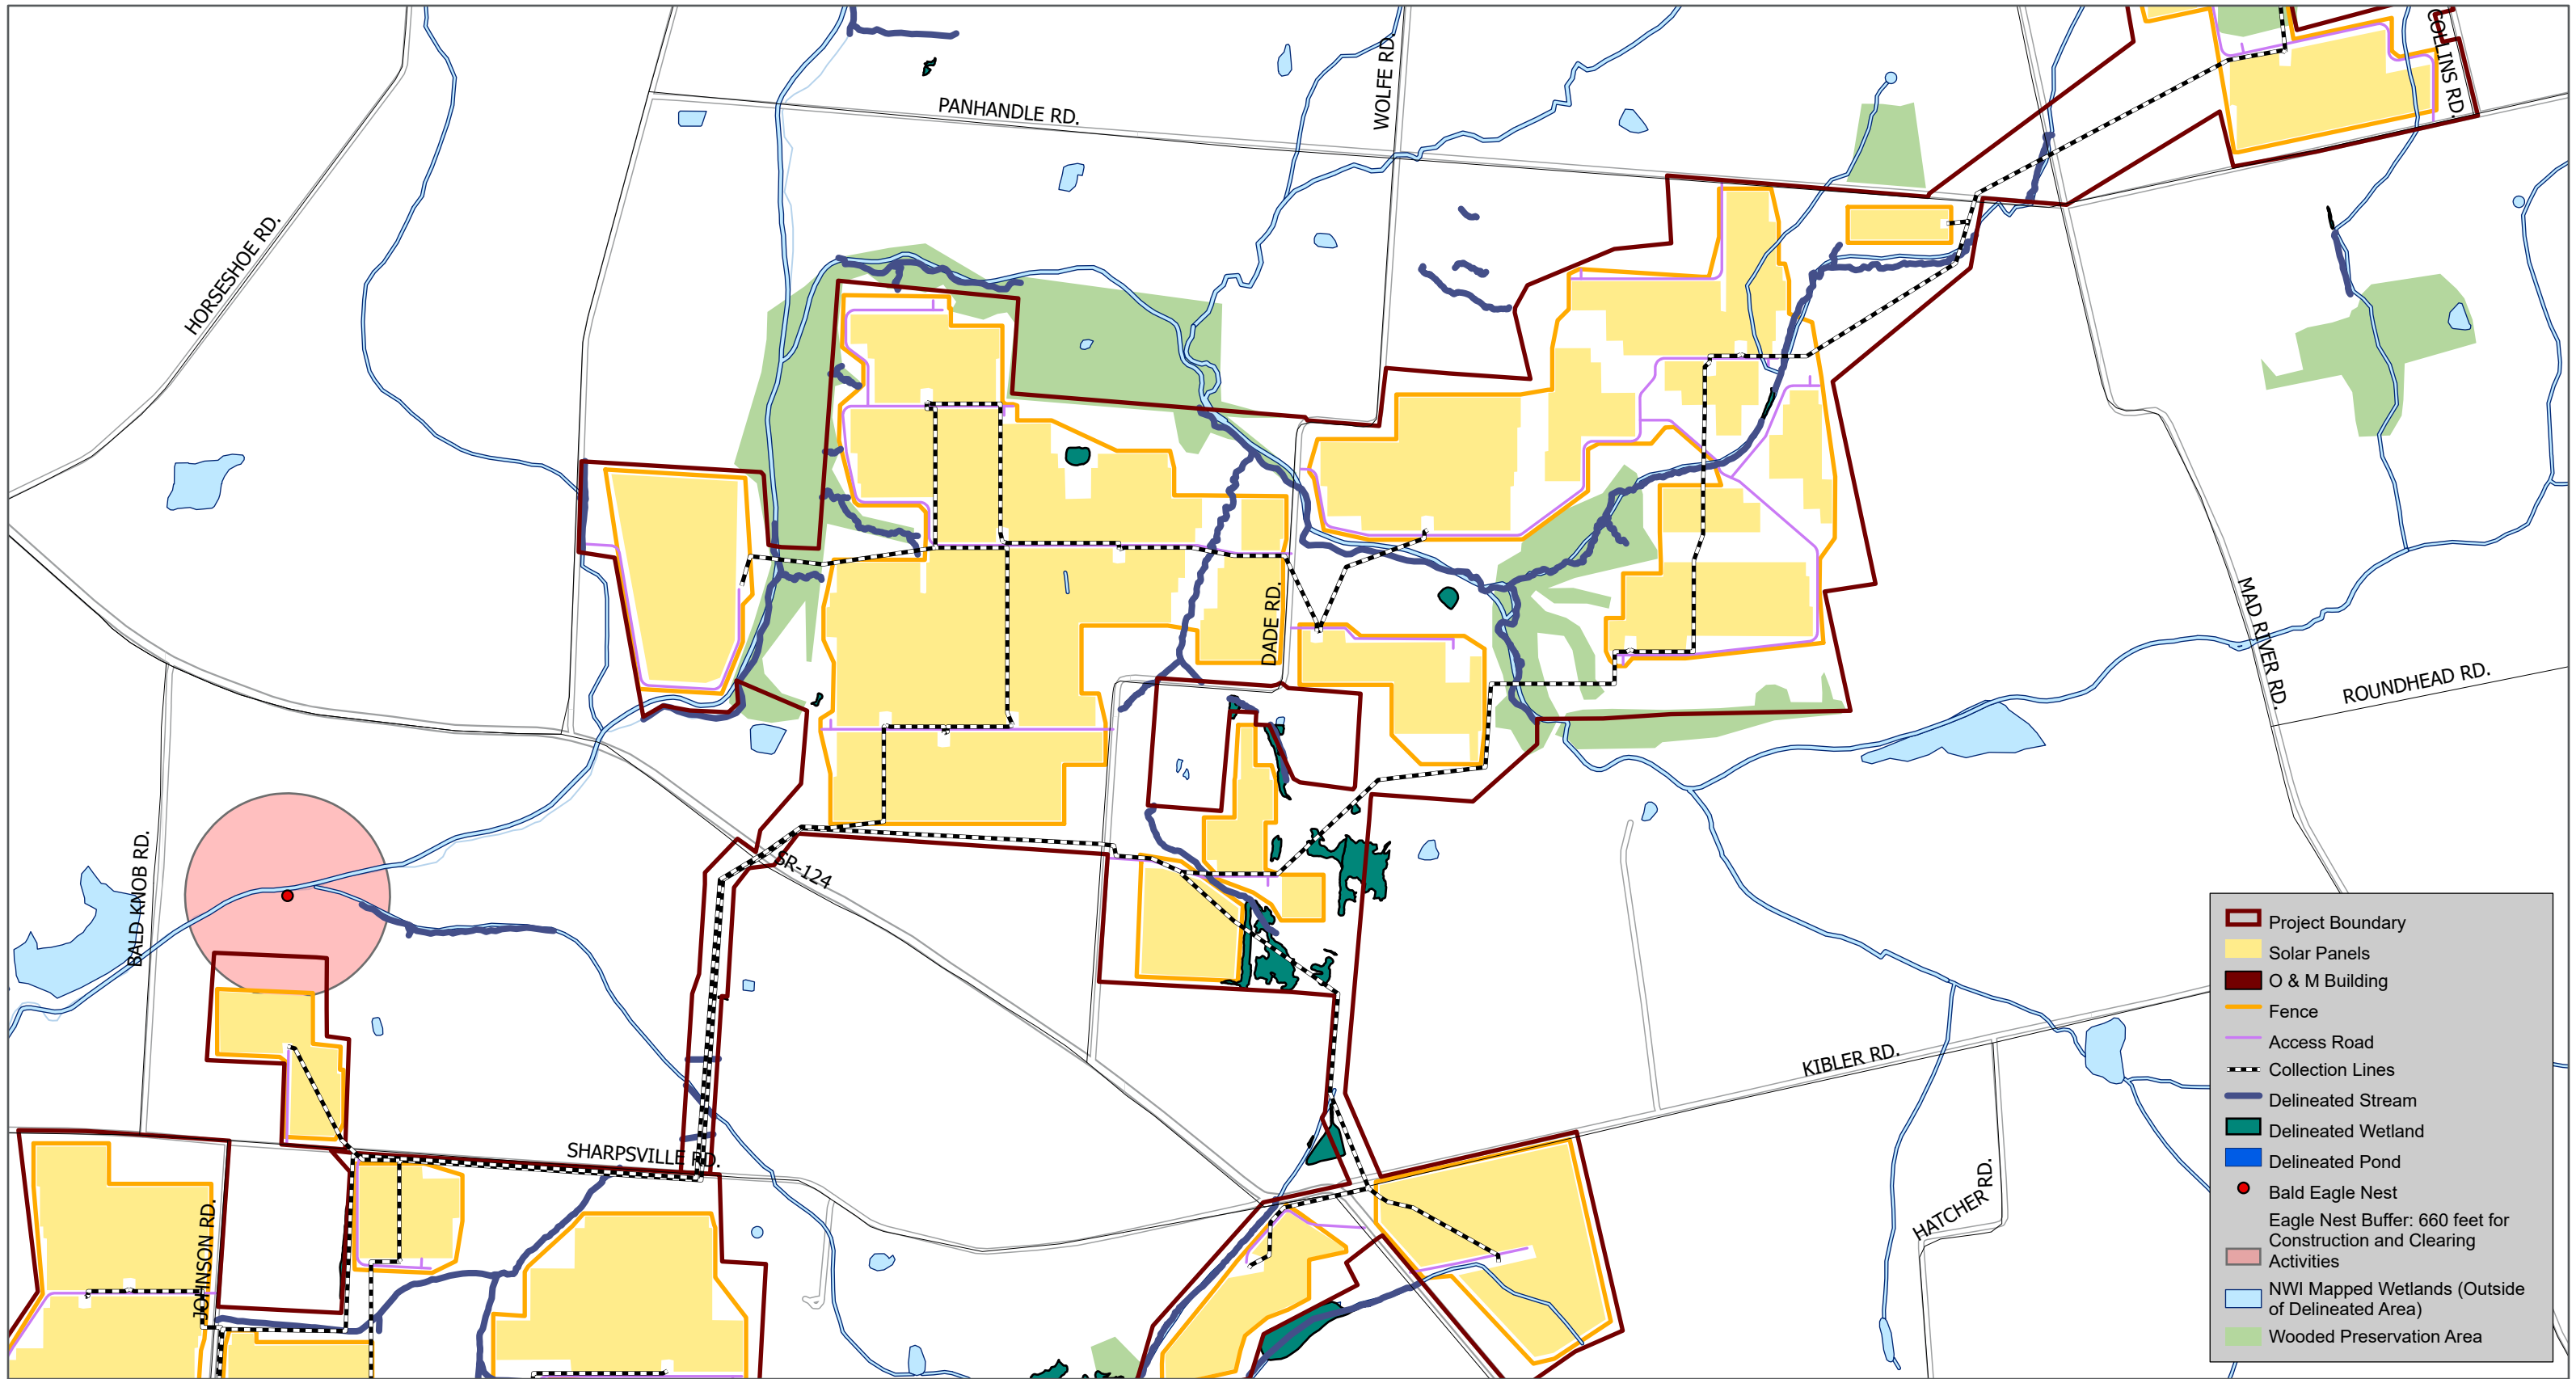 COLLINS RD.
WOLFE RD.
PANHANDLE RD.
HORSESHOE RD.
DADE RD.
MAD RIVER RD.
ROUNDHEAD RD.
BALD KNOB RD.
SR-124
KIBLER RD.
SHARPSVILLE RD.
HATCHER RD.
JOHNSON RD.
Project Boundary
Solar Panels
O & M Building
Fence
Access Road
Collection Lines
Delineated Stream
Delineated Wetland
Delineated Pond
Bald Eagle Nest
Eagle Nest Buffer: 660 feet for
Construction and Clearing
Activities
NWI Mapped Wetlands (Outside
of Delineated Area)
Wooded Preservation Area